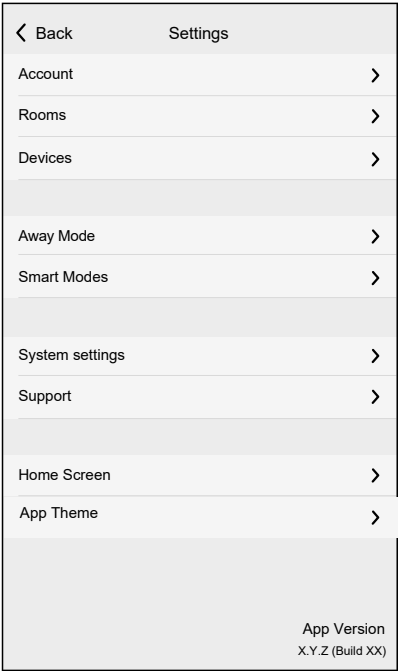 Back Settings
Account
Rooms
Devices
Away Mode
Smart Modes
System settings
Support
Home Screen
App Theme
App Version
X.Y.Z (Build XX)